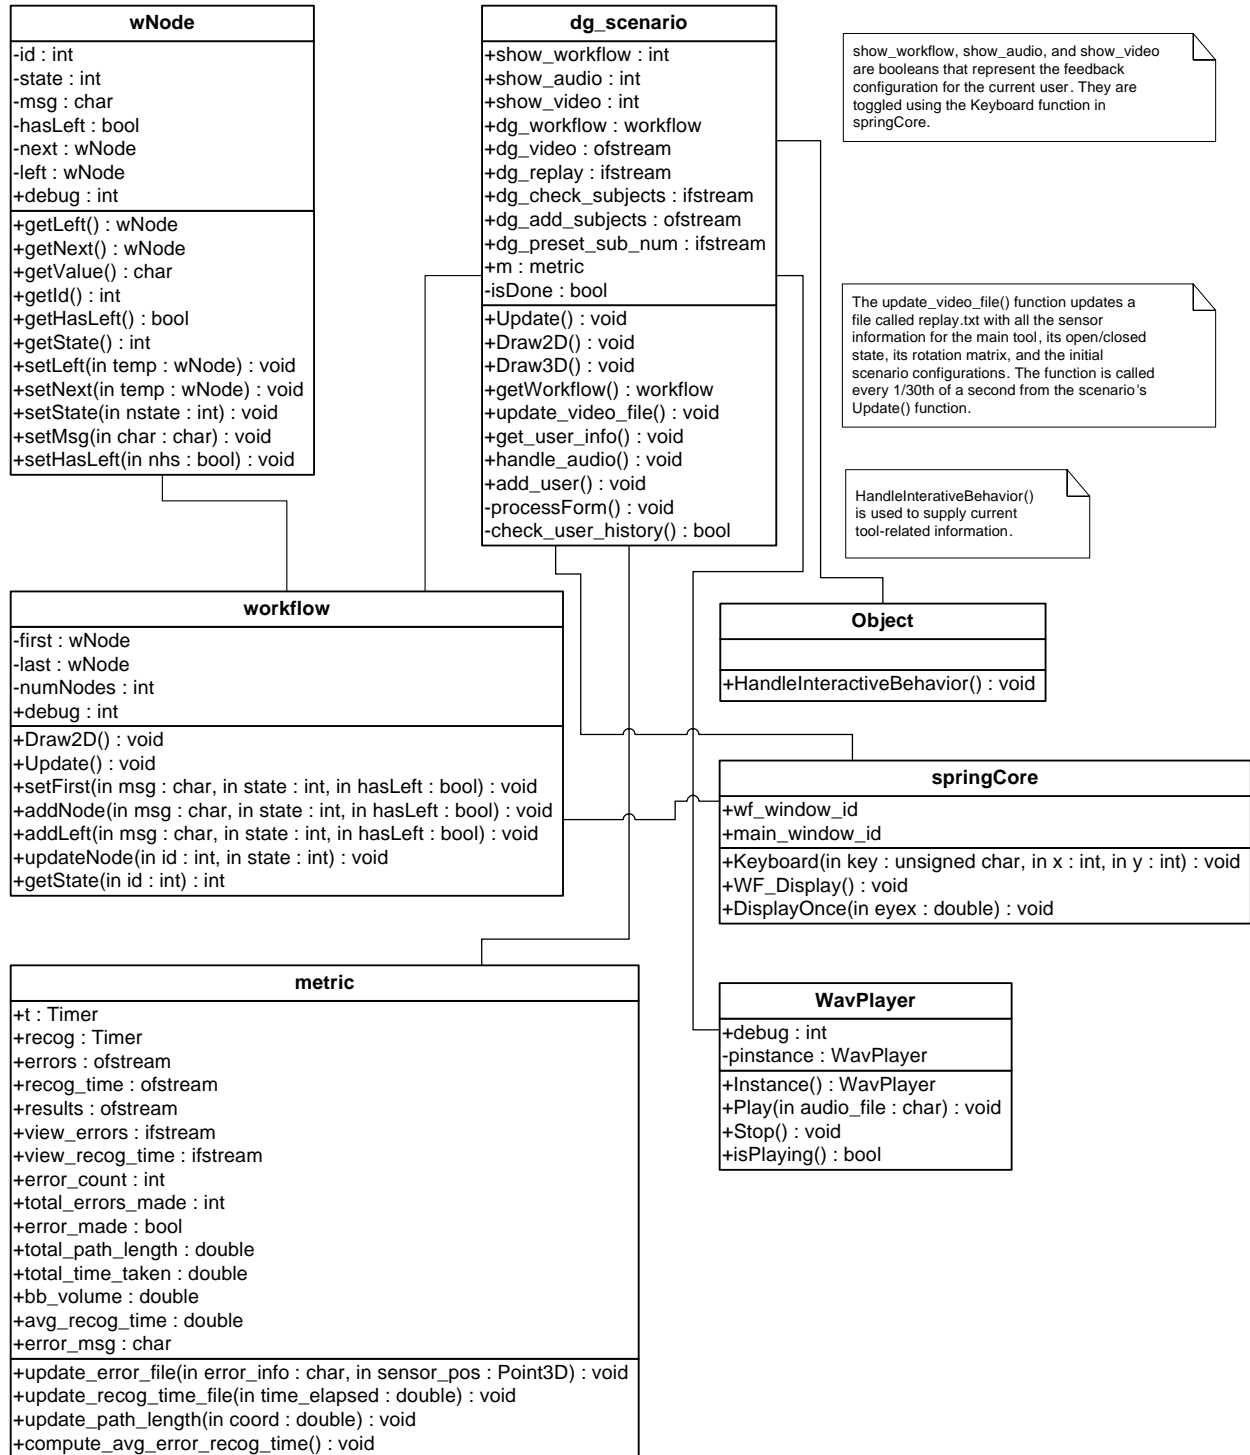 wNode
-id : int
-state : int
-msg : char
-hasLeft : bool
-next : wNode
-left : wNode
+debug : int
+getLeft() : wNode
+getNext() : wNode
+getValue() : char
+getId() : int
+getHasLeft() : bool
+getState() : int
+setLeft(in temp : wNode) : void
+setNext(in temp : wNode) : void
+setState(in nstate : int) : void
+setMsg(in char : char) : void
+setHasLeft(in nhs : bool) : void
dg_scenario
+show_workflow : int
+show_audio : int
+show_video : int
+dg_workflow : workflow
+dg_video : ofstream
+dg_replay : ifstream
+dg_check_subjects : ifstream
+dg_add_subjects : ofstream
+dg_preset_sub_num : ifstream
+m : metric
-isDone : bool
+Update() : void
+Draw2D() : void
+Draw3D() : void
+getWorkflow() : workflow
+update_video_file() : void
+get_user_info() : void
+handle_audio() : void
+add_user() : void
-processForm() : void
-check_user_history() : bool
show_workflow, show_audio, and show_video
are booleans that represent the feedback
configuration for the current user. They are
toggled using the Keyboard function in
springCore.
The update_video_file() function updates a
file called replay.txt with all the sensor
information for the main tool, its open/closed
state, its rotation matrix, and the initial
scenario configurations. The function is called
every 1/30th of a second from the scenario's
Update() function.
HandleInterativeBehavior()
is used to supply current
tool-related information.
workflow
-first : wNode
-last : wNode
-numNodes : int
+debug : int
+Draw2D() : void
+Update() : void
+setFirst(in msg : char, in state : int, in hasLeft : bool) : void
+addNode(in msg : char, in state : int, in hasLeft : bool) : void
+addLeft(in msg : char, in state : int, in hasLeft : bool) : void
+updateNode(in id : int, in state : int) : void
+getState(in id : int) : int
Object
+HandleInteractiveBehavior() : void
springCore
+wf_window_id
+main_window_id
+Keyboard(in key : unsigned char, in x : int, in y : int) : void
+WF_Display() : void
+DisplayOnce(in eyex : double) : void
metric
+t : Timer
+recog : Timer
+errors : ofstream
+recog_time : ofstream
+results : ofstream
+view_errors : ifstream
+view_recog_time : ifstream
+error_count : int
+total_errors_made : int
+error_made : bool
+total_path_length : double
+total_time_taken : double
+bb_volume : double
+avg_recog_time : double
+error_msg : char
+update_error_file(in error_info : char, in sensor_pos : Point3D) : void
+update_recog_time_file(in time_elapsed : double) : void
+update_path_length(in coord : double) : void
+compute_avg_error_recog_time() : void
WavPlayer
+debug : int
-pinstance : WavPlayer
+Instance() : WavPlayer
+Play(in audio_file : char) : void
+Stop() : void
+isPlaying() : bool